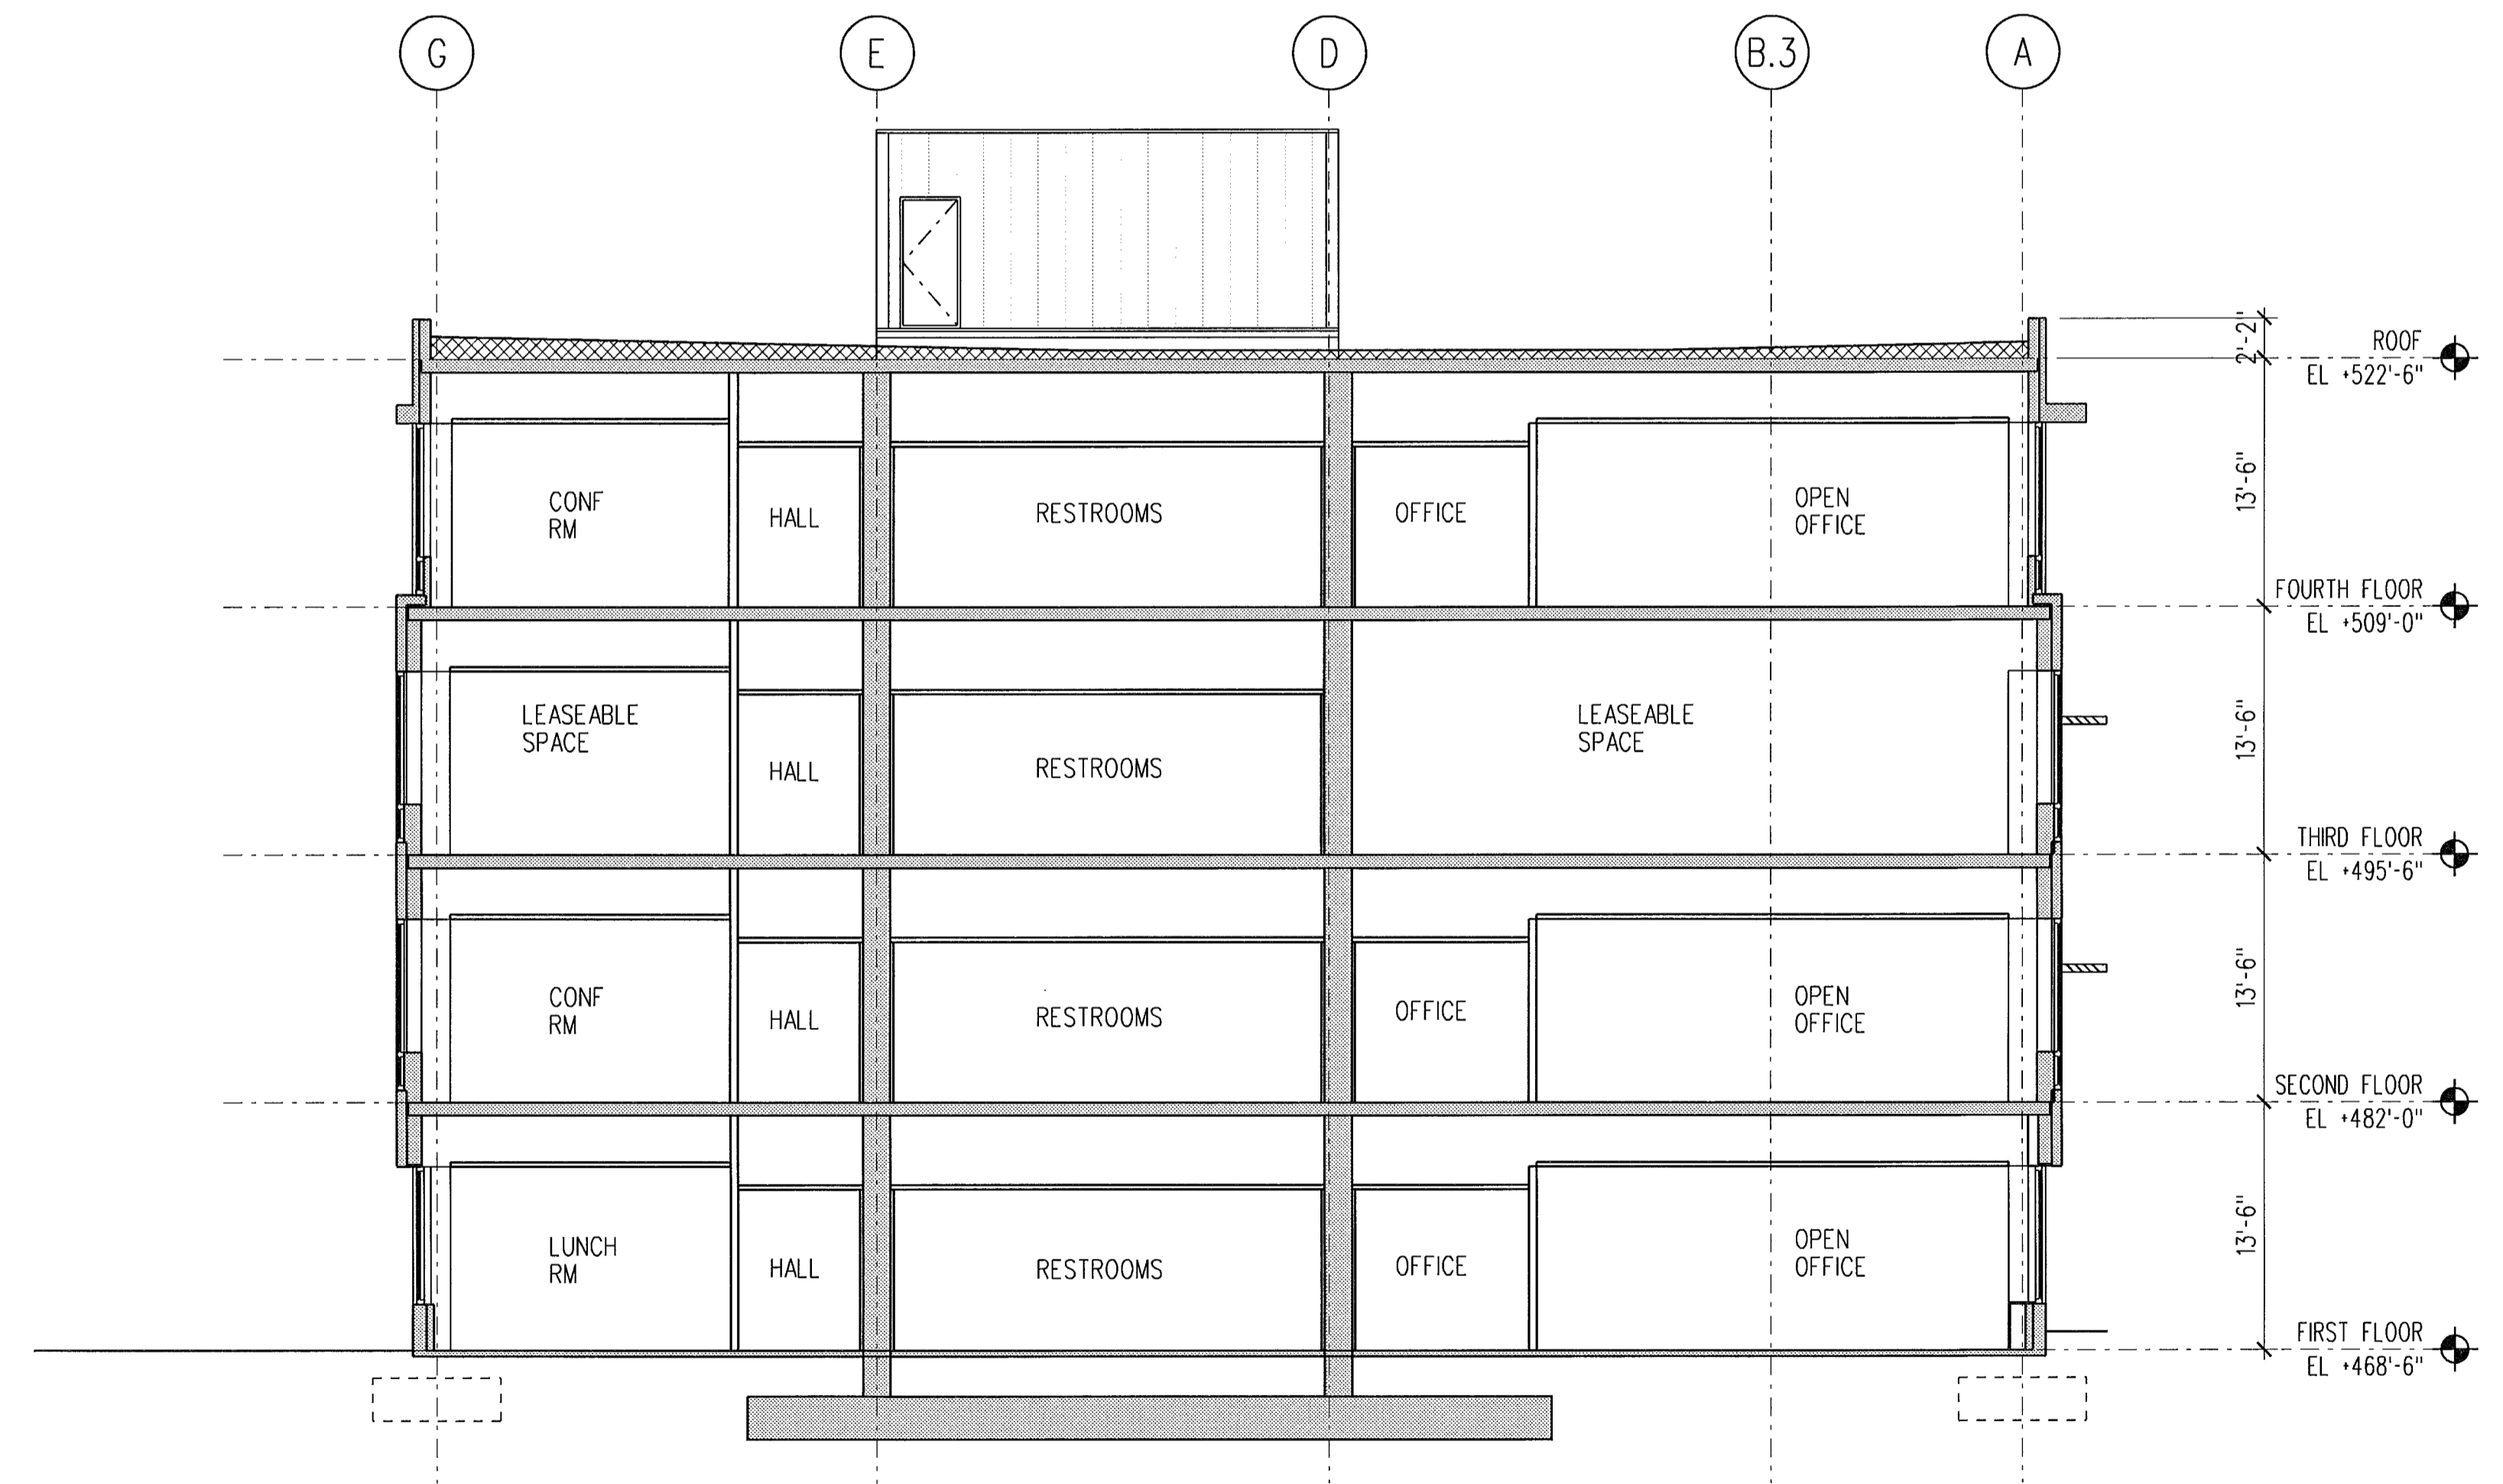 G
E
D
B.3
A
2'-2"
ROOF
EL +522'-6"
CONF
RM
HALL
RESTROOMS
OFFICE
OPEN
OFFICE
13'-6"
FOURTH FLOOR
EL +509'-0"
LEASEABLE
SPACE
HALL
RESTROOMS
LEASEABLE
SPACE
13'-6"
THIRD FLOOR
EL +495'-6"
CONF
RM
HALL
RESTROOMS
OFFICE
OPEN
OFFICE
13'-6"
SECOND FLOOR
EL +482'-0"
LUNCH
RM
HALL
RESTROOMS
OFFICE
OPEN
OFFICE
13'-6"
FIRST FLOOR
EL +468'-6"